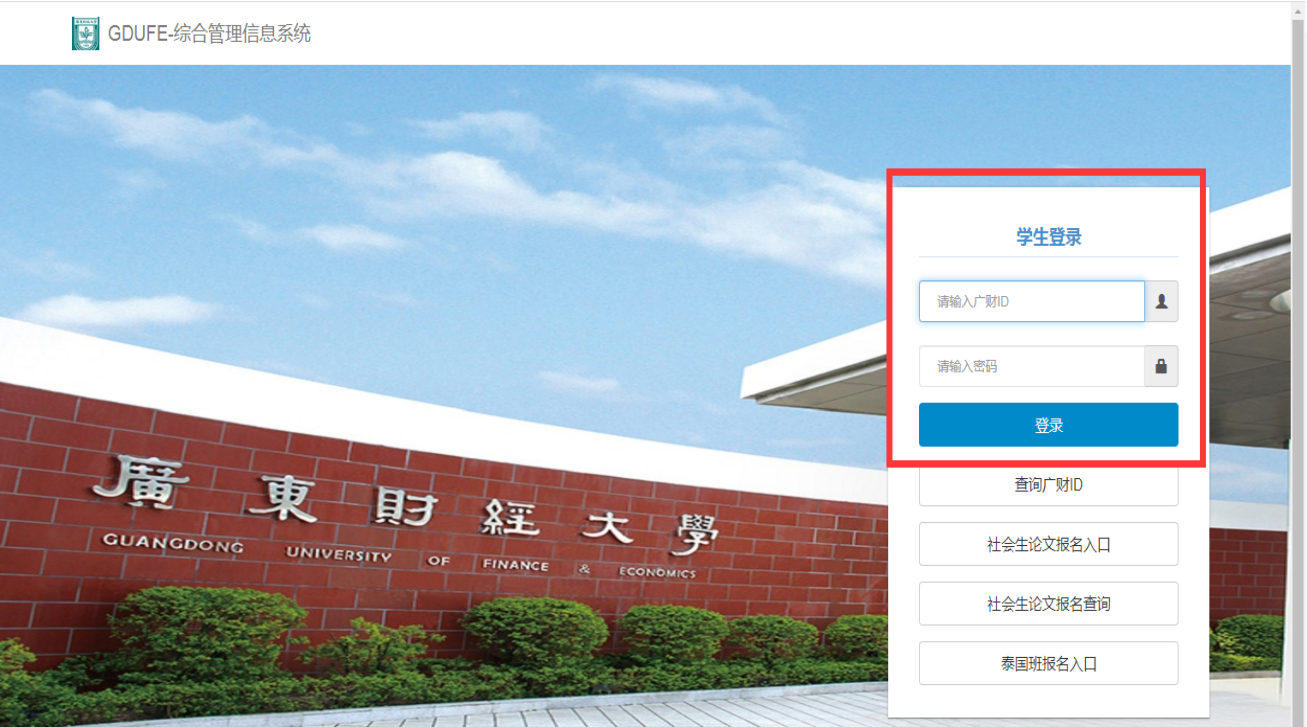 GDUFE-综合管理信息系统
学生登录
请输入广财ID
请输入密码
登录
查询广财ID
社会生论文报名入口
社会生论文报名查询
泰国班报名入口
廣東財經大學
GUANGDONG UNIVERSITY OF FINANCE & ECONOMICS